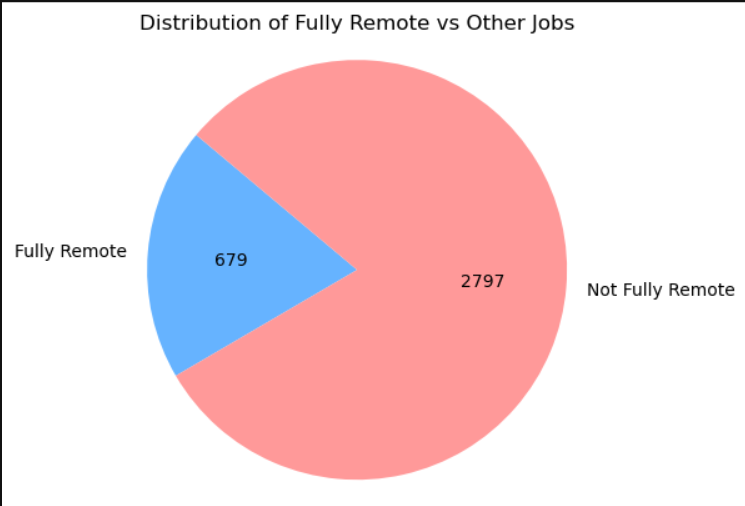 Distribution of Fully Remote vs Other Jobs
Fully Remote
679
2797
Not Fully Remote